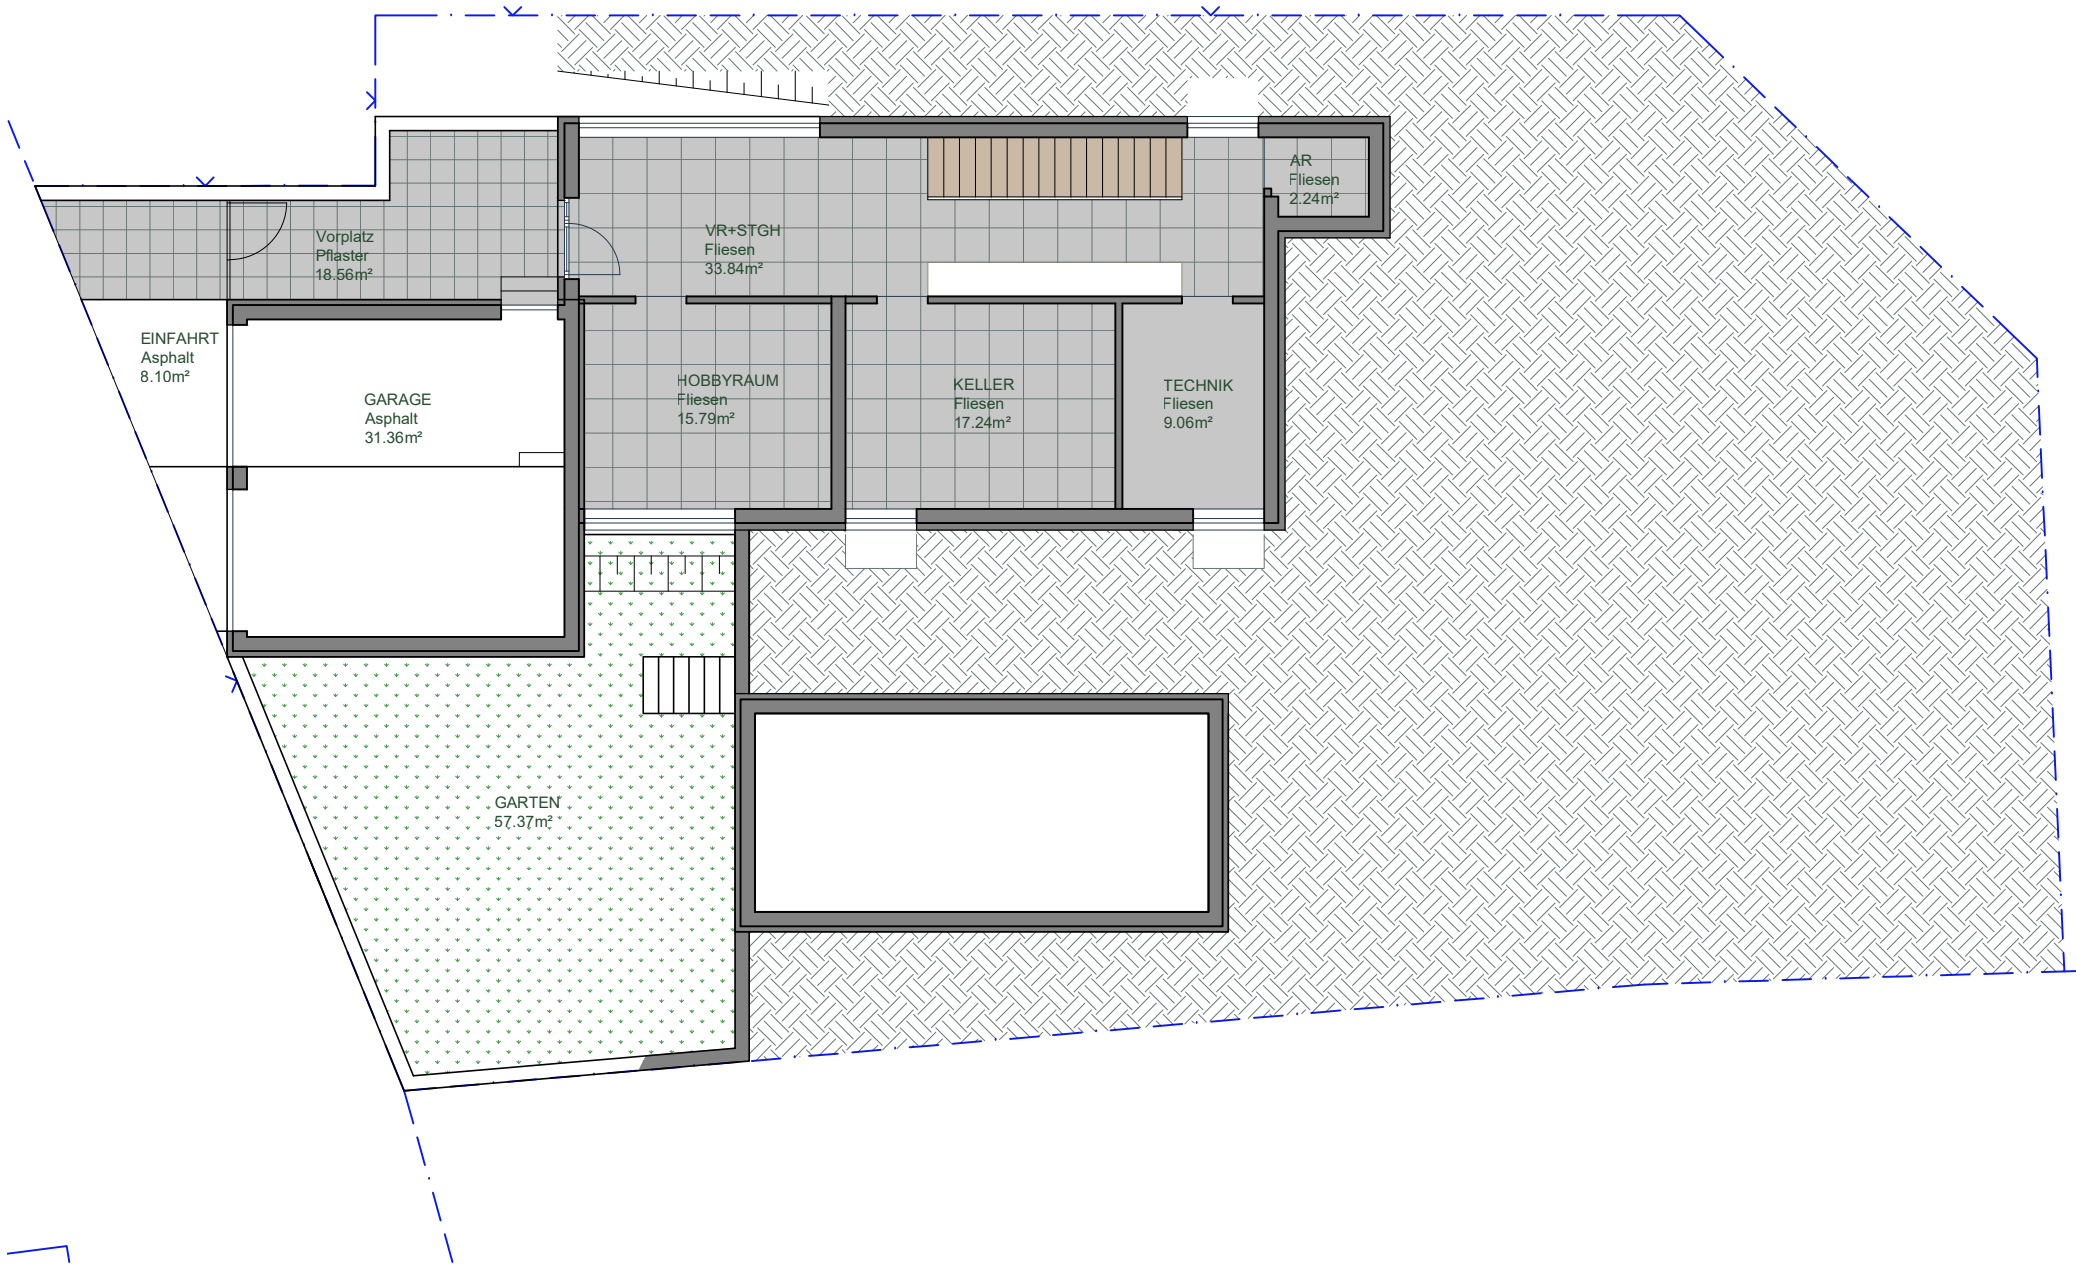 AR
Fliesen
2.24m²
VR+STGH
Fliesen
33.84m²
Vorplatz
Pflaster
18.56m²
EINFAHRT
Asphalt
8.10m²
GARAGE
Asphalt
31.36m²
HOBBYRAUM
Fliesen
15.79m²
KELLER
Fliesen
17.24m²
TECHNIK
Fliesen
9.06m²
GARTEN
57.37m²